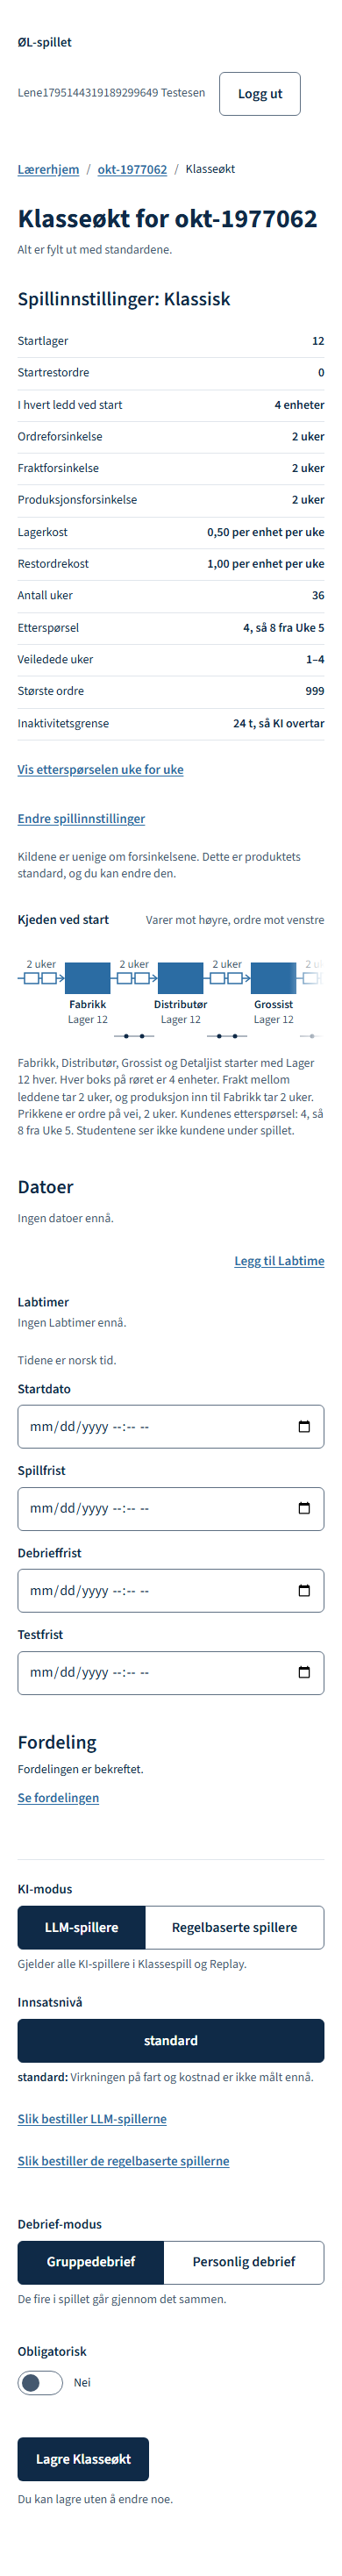 ØL-spillet
Lene1795144319189299649 Testesen
Logg ut
Lærerhjem / okt-1977062 / Klasseøkt
Klasseøkt for okt-1977062
Alt er fylt ut med standardene.
Spillinnstillinger: Klassisk
Startlager 12
Startrestordre 0
I hvert ledd ved start 4 enheter
Ordreforsinkelse 2 uker
Fraktforsinkelse 2 uker
Produksjonsforsinkelse 2 uker
Lagerkost 0,50 per enhet per uke
Restordrekost 1,00 per enhet per uke
Antall uker 36
Etterspørsel 4, så 8 fra Uke 5
Veiledede uker 1–4
Største ordre 999
Inaktivitetsgrense 24 t, så KI overtar
Vis etterspørselen uke for uke
Endre spillinnstillinger
Kildene er uenige om forsinkelsene. Dette er produktets
standard, og du kan endre den.
Kjeden ved start Varer mot høyre, ordre mot venstre
2 uker 2 uker 2 uker 2
Fabrikk Distributør Grossist
Lager 12 Lager 12 Lager 12
Fabrikk, Distributør, Grossist og Detaljist starter med Lager
12 hver. Hver boks på røret er 4 enheter. Frakt mellom
leddene tar 2 uker, og produksjon inn til Fabrikk tar 2 uker.
Prikkene er ordre på vei, 2 uker. Kundenes etterspørsel: 4, så
8 fra Uke 5. Studentene ser ikke kundene under spillet.
Datoer
Ingen datoer ennå.
Legg til Labtime
Labtimer
Ingen Labtimer ennå.
Tidene er norsk tid.
Startdato
mm/dd/yyyy --:-- --
Spillfrist
mm/dd/yyyy --:-- --
Debrieffrist
mm/dd/yyyy --:-- --
Testfrist
mm/dd/yyyy --:-- --
Fordeling
Fordelingen er bekreftet.
Se fordelingen
KI-modus
LLM-spillere Regelbaserte spillere
Gjelder alle KI-spillere i Klassespill og Replay.
Innsatsnivå
standard
standard: Virkningen på fart og kostnad er ikke målt ennå.
Slik bestiller LLM-spillerne
Slik bestiller de regelbaserte spillerne
Debrief-modus
Gruppedebrief Personlig debrief
De fire i spillet går gjennom det sammen.
Obligatorisk
Nei
Lagre Klasseøkt
Du kan lagre uten å endre noe.